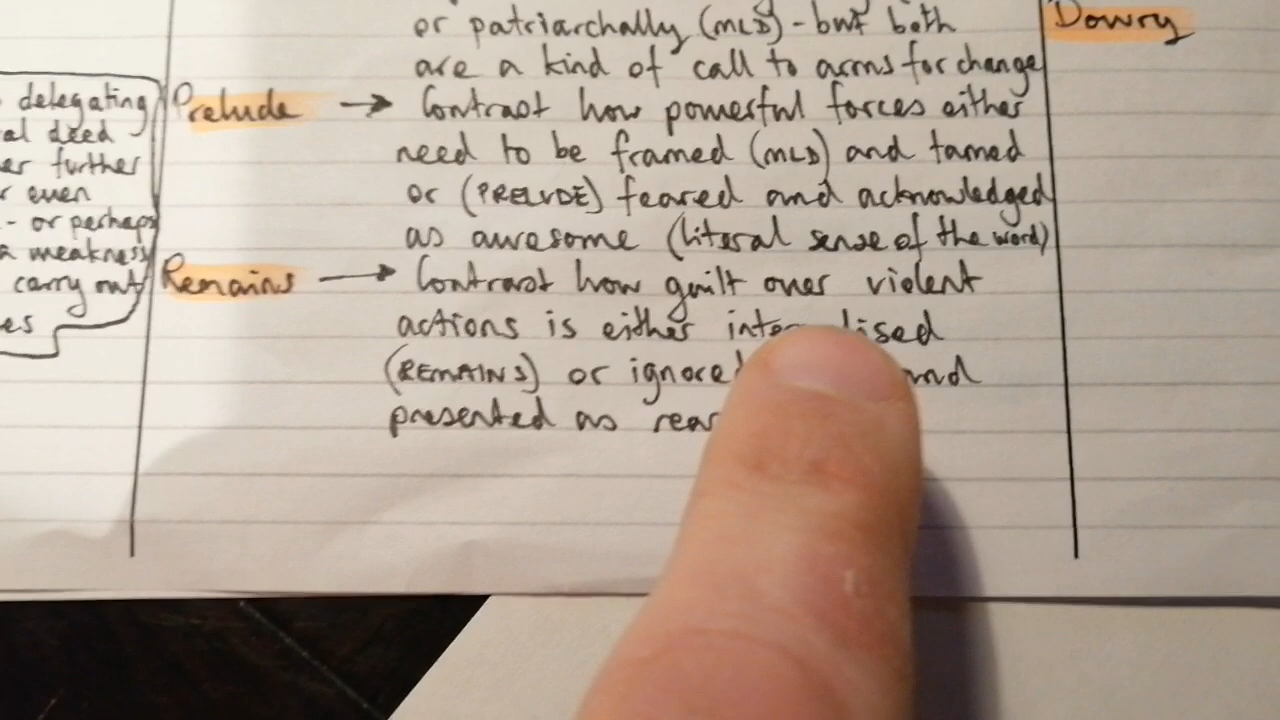 delegating
al deed
er further
r even
- or perhaps
a weakness
carry out
es
or patriarchally (MLD) - but both
are a kind of call to arms for change
Prelude → Contrast how powerful forces either
need to be framed (MLD) and tamed
or (PRELUDE) feared and acknowledged
as awesome (literal sense of the word)
Remains → Contrast how guilt over violent
actions is either
(REMAINS) or
presented as
Dowry